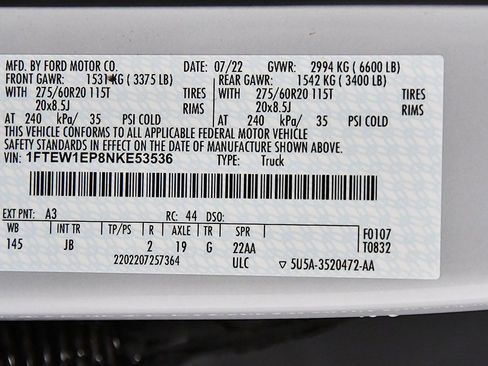 MFD. BY FORD MOTOR CO. DATE: 07/22 GVWR: 2994 KG (6600 LB)
FRONT GAWR: 1531 KG (3375 LB) REAR GAWR: 1542 KG (3400 LB)
WITH 275/60R20 115T TIRES WITH 275/60R20 115T TIRES
20x8.5J RIMS 20x8.5J RIMS
AT 240 kPa/ 35 PSI COLD AT 240 kPa/ 35 PSI COLD
THIS VEHICLE CONFORMS TO ALL APPLICABLE FEDERAL MOTOR VEHICLE
SAFETY STANDARDS IN EFFECT ON THE DATE OF MANUFACTURE SHOWN ABOVE.
VIN: 1FTEW1EP8NKE53536 TYPE: Truck
EXT PNT: A3 RC: 44 DSO:
WB INT TR TP/PS R AXLE TR SPR F0107
145 JB 2 19 G 22AA T0832
2202207257364 ULC ▽ 5U5A-3520472-AA